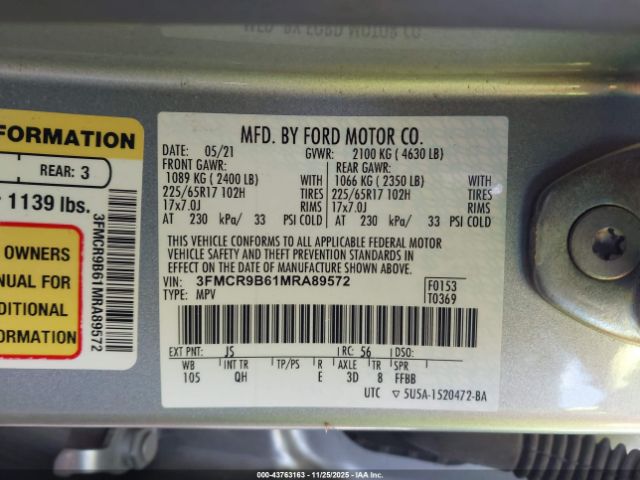 MFD. BY FORD MOTOR CO.
FORMATION
REAR: 3
1139 lbs.
OWNERS
NUAL FOR
DITIONAL
FORMATION
3FMCR9B61MRA89572
MFD. BY FORD MOTOR CO.
DATE: 05/21 GVWR: 2100 KG ( 4630 LB)
FRONT GAWR: REAR GAWR:
1089 KG ( 2400 LB) WITH 1066 KG ( 2350 LB) WITH
225/65R17 102H TIRES 225/65R17 102H TIRES
17x7.0J RIMS 17x7.0J RIMS
AT 230 kPa/ 33 PSI COLD AT 230 kPa/ 33 PSI COLD
THIS VEHICLE CONFORMS TO ALL APPLICABLE FEDERAL MOTOR
VEHICLE SAFETY AND THEFT PREVENTION STANDARDS IN
EFFECT ON THE DATE OF MANUFACTURE SHOWN ABOVE.
VIN: 3FMCR9B61MRA89572 F0153
TYPE: MPV T0369
EXT PNT: JS RC: 56 DSO:
WB INT TR TP/PS R AXLE TR SPR
105 QH E 3D 8 FFBB
UTC ▽ 5U5A-1520472-BA
000-43763163 - 11/25/2025 - IAA, Inc.